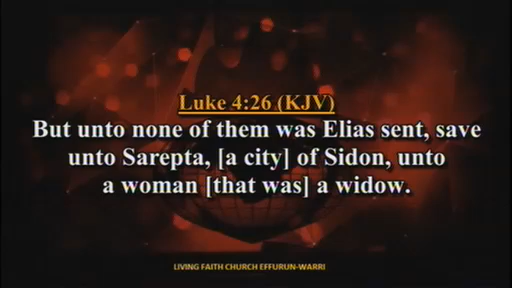 Luke 4:26 (KJV)
But unto none of them was Elias sent, save
unto Sarepta, [a city] of Sidon, unto
a woman [that was] a widow.
LIVING FAITH CHURCH EFFURUN-WARRI